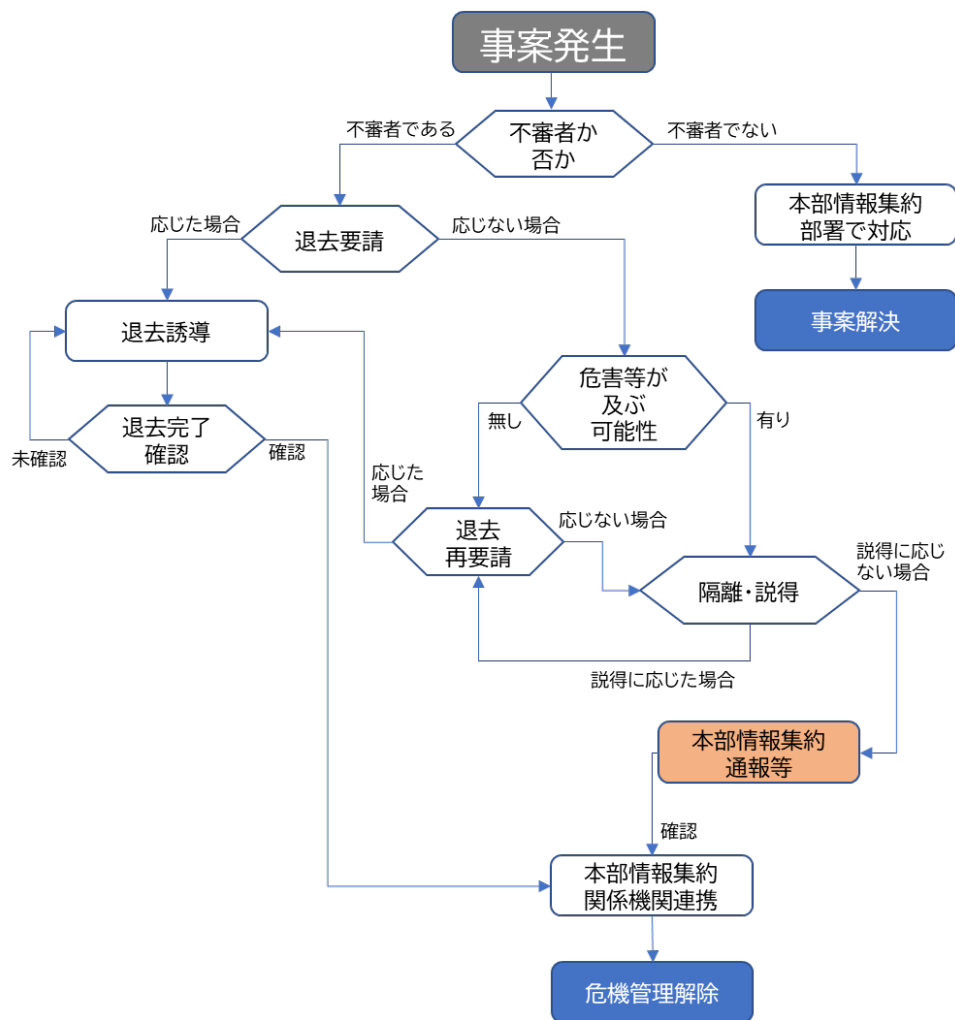 事案発生
不審者である
不審者か
否か
不審者でない
本部情報集約
部署で対応
事案解決
応じた場合
退去要請
応じない場合
退去誘導
退去完了
確認
未確認
確認
危害等が
及ぶ
可能性
無し
有り
応じた
場合
退去
再要請
応じない場合
隔離・説得
説得に応じ
ない場合
説得に応じた場合
本部情報集約
通報等
確認
本部情報集約
関係機関連携
危機管理解除